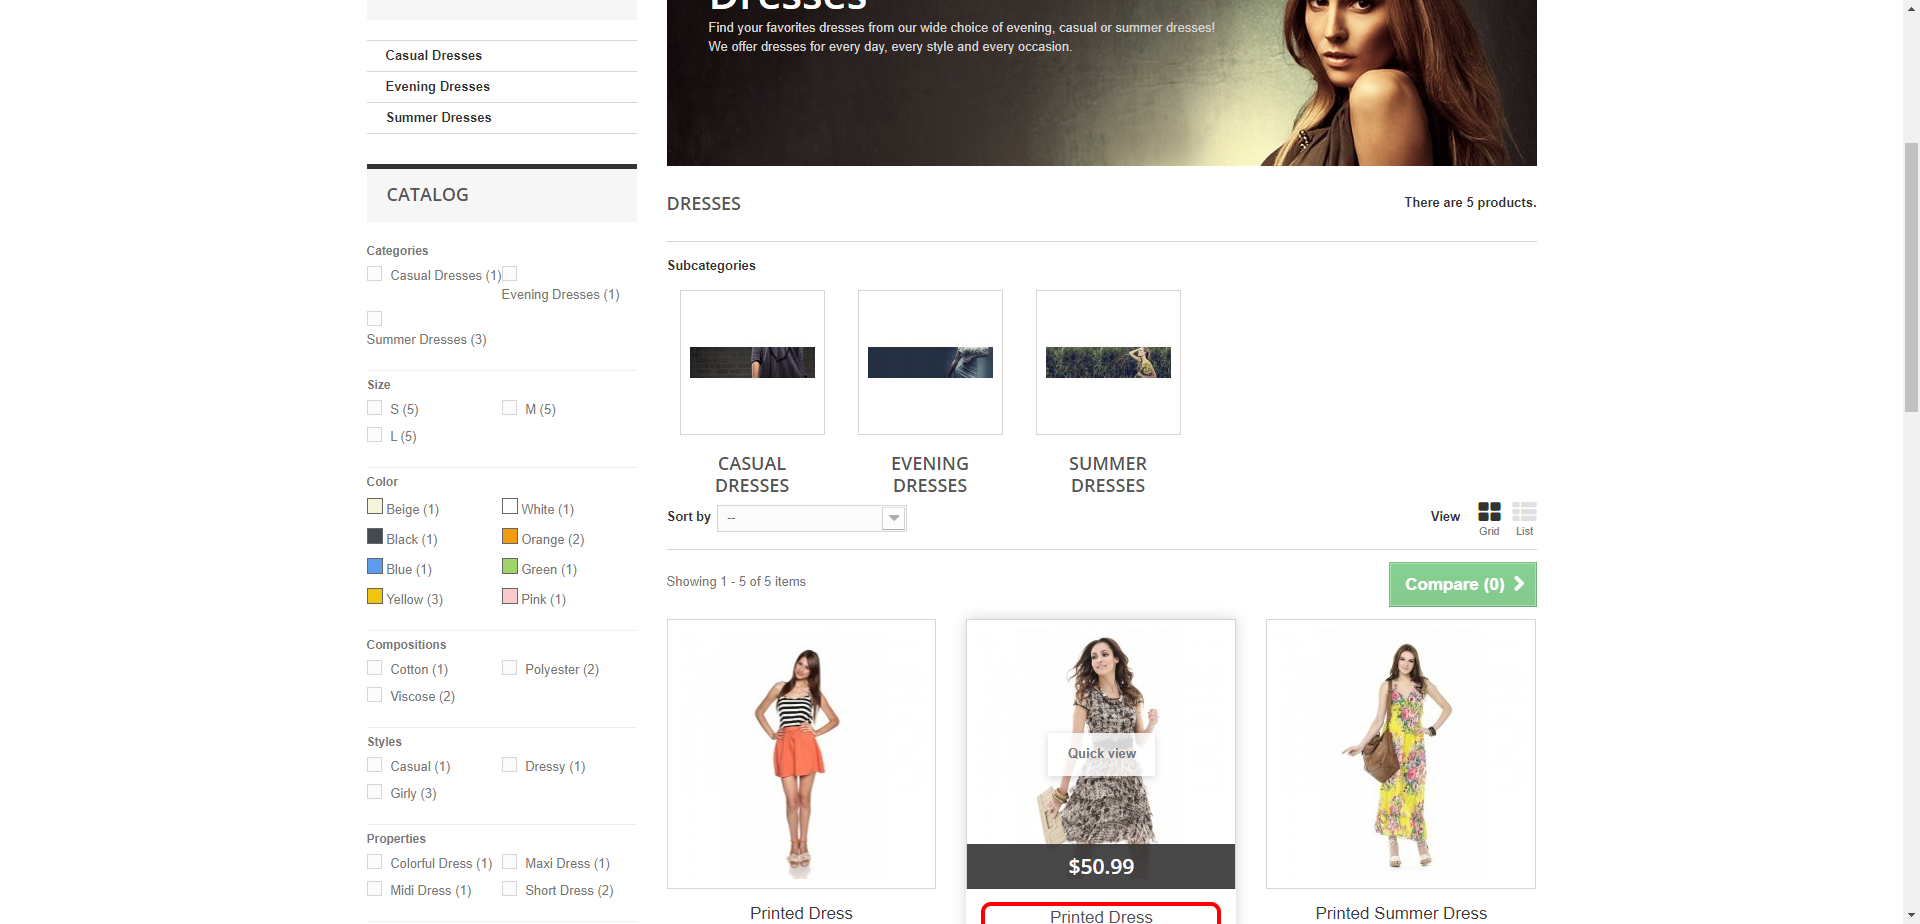 Casual Dresses
Evening Dresses
Summer Dresses
CATALOG
Categories
Casual Dresses (1)
Evening Dresses (1)
Summer Dresses (3)
Size
S (5)
M (5)
L (5)
Color
Beige (1)
White (1)
Black (1)
Orange (2)
Blue (1)
Green (1)
Yellow (3)
Pink (1)
Compositions
Cotton (1)
Polyester (2)
Viscose (2)
Styles
Casual (1)
Dressy (1)
Girly (3)
Properties
Colorful Dress (1)
Maxi Dress (1)
Midi Dress (1)
Short Dress (2)
Dresses
Find your favorites dresses from our wide choice of evening, casual or summer dresses!
We offer dresses for every day, every style and every occasion.
DRESSES
There are 5 products.
Subcategories
CASUAL
DRESSES
EVENING
DRESSES
SUMMER
DRESSES
Sort by
--
View
Grid
List
Showing 1 - 5 of 5 items
Compare (0)
Quick view
$50.99
Printed Dress
Printed Dress
Printed Summer Dress